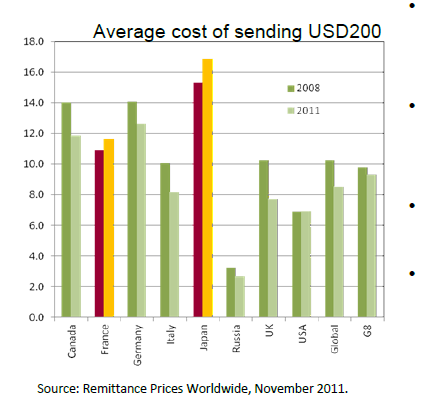 Average cost of sending USD200
18.0
16.0
14.0
12.0
10.0
8.0
6.0
4.0
2.0
0.0
2008
2011
Canada
France
Germany
Italy
Japan
Russia
UK
USA
Global
G8
Source: Remittance Prices Worldwide, November 2011.